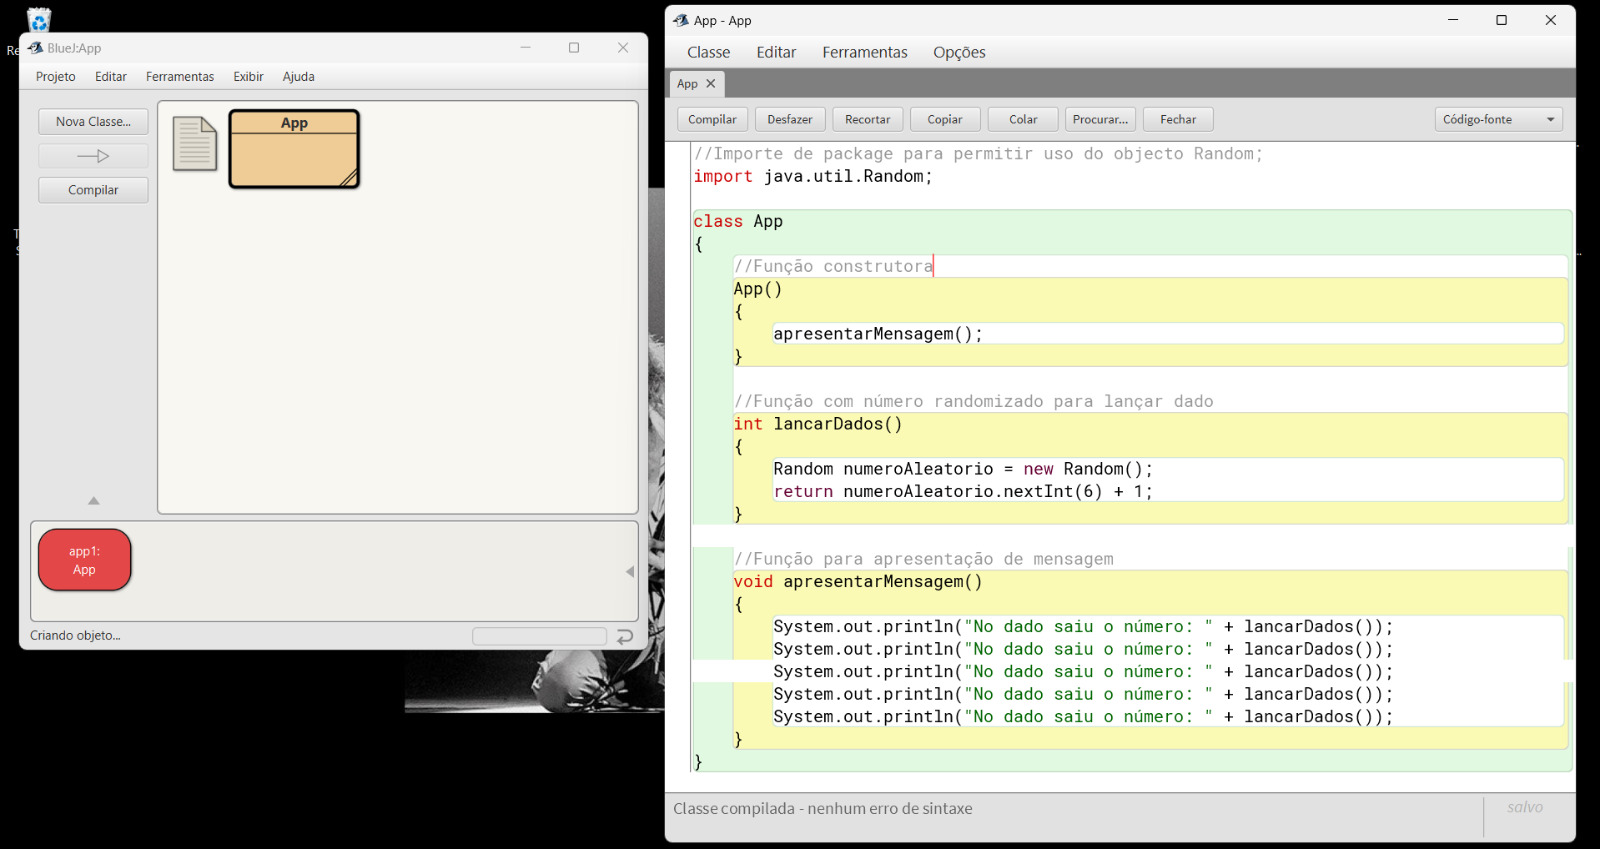 Re
BlueJ:App
Projeto Editar Ferramentas Exibir Ajuda
Nova Classe...
Compilar
App
app1:
App
Criando objeto...
App - App
Classe Editar Ferramentas Opções
App
Compilar Desfazer Recortar Copiar Colar Procurar... Fechar Código-fonte
//Importe de package para permitir uso do objecto Random;
import java.util.Random;
class App
{
//Função construtora
App()
{
apresentarMensagem();
}
//Função com número randomizado para lançar dado
int lancarDados()
{
Random numeroAleatorio = new Random();
return numeroAleatorio.nextInt(6) + 1;
}
//Função para apresentação de mensagem
void apresentarMensagem()
{
System.out.println("No dado saiu o número: " + lancarDados());
System.out.println("No dado saiu o número: " + lancarDados());
System.out.println("No dado saiu o número: " + lancarDados());
System.out.println("No dado saiu o número: " + lancarDados());
System.out.println("No dado saiu o número: " + lancarDados());
}
}
Classe compilada - nenhum erro de sintaxe
salvo